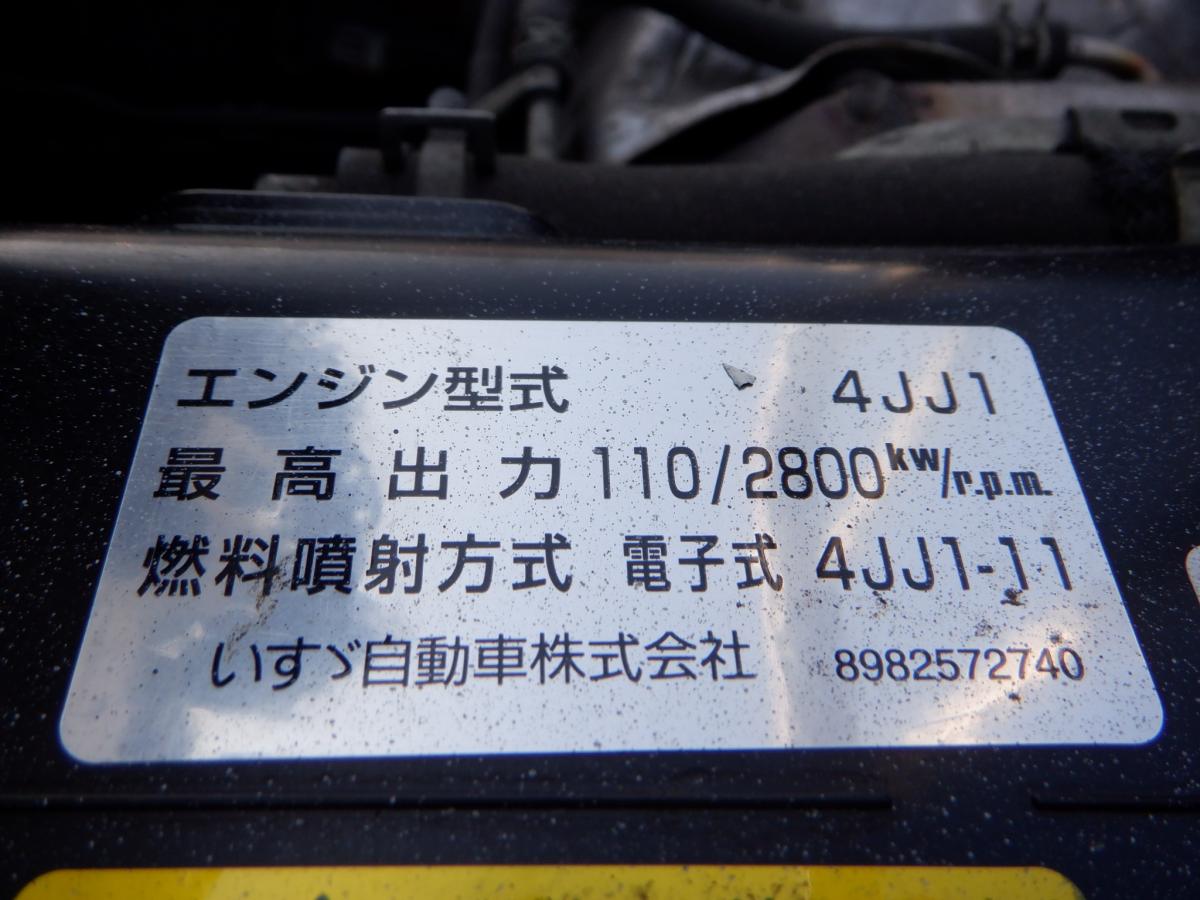 エンジン型式 4JJ1
最高出力 110/2800kW/r.p.m.
燃料噴射方式 電子式 4JJ1-11
いすゞ自動車株式会社 8982572740